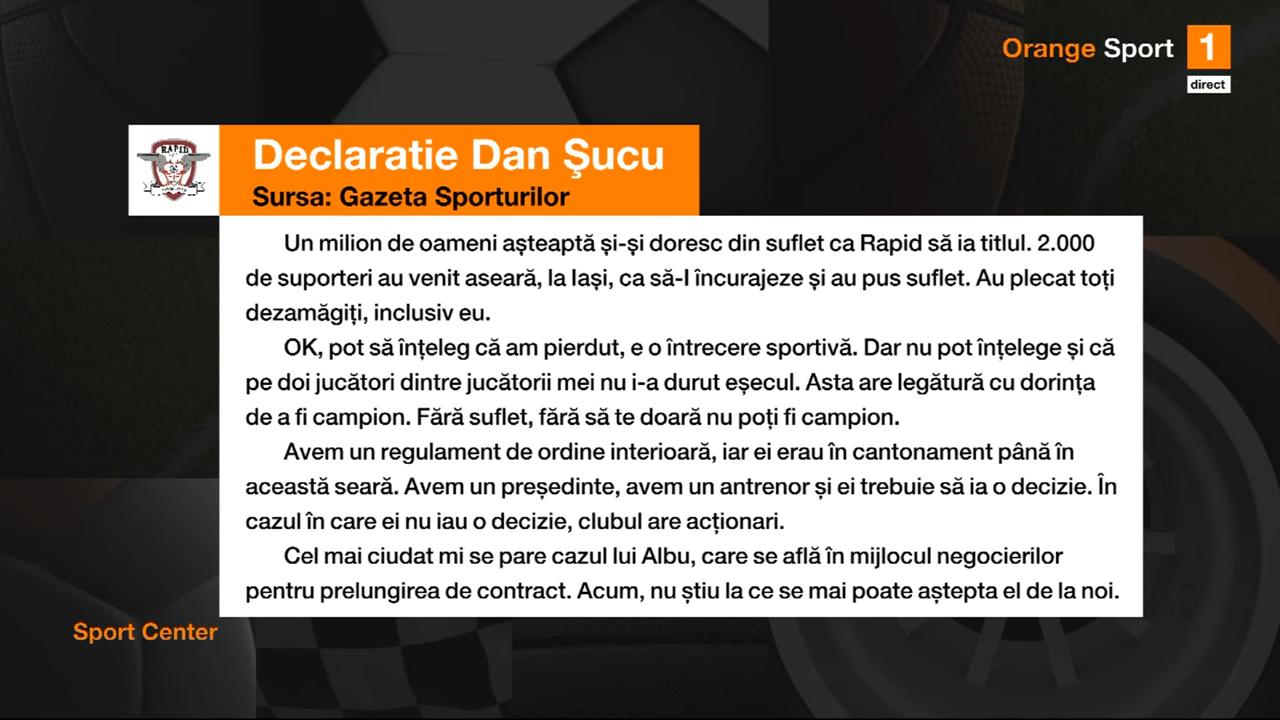 Orange Sport 1
direct
RAPID
Declaratie Dan Şucu
Sursa: Gazeta Sporturilor
Un milion de oameni așteaptă și-și doresc din suflet ca Rapid să ia titlul. 2.000
de suporteri au venit aseară, la Iași, ca să-l încurajeze și au pus suflet. Au plecat toți
dezamăgiți, inclusiv eu.
OK, pot să înțeleg că am pierdut, e o întrecere sportivă. Dar nu pot înțelege și că
pe doi jucători dintre jucătorii mei nu i-a durut eșecul. Asta are legătură cu dorința
de a fi campion. Fără suflet, fără să te doară nu poți fi campion.
Avem un regulament de ordine interioară, iar ei erau în cantonament până în
această seară. Avem un președinte, avem un antrenor și ei trebuie să ia o decizie. În
cazul în care ei nu iau o decizie, clubul are acționari.
Cel mai ciudat mi se pare cazul lui Albu, care se află în mijlocul negocierilor
pentru prelungirea de contract. Acum, nu știu la ce se mai poate aștepta el de la noi.
Sport Center